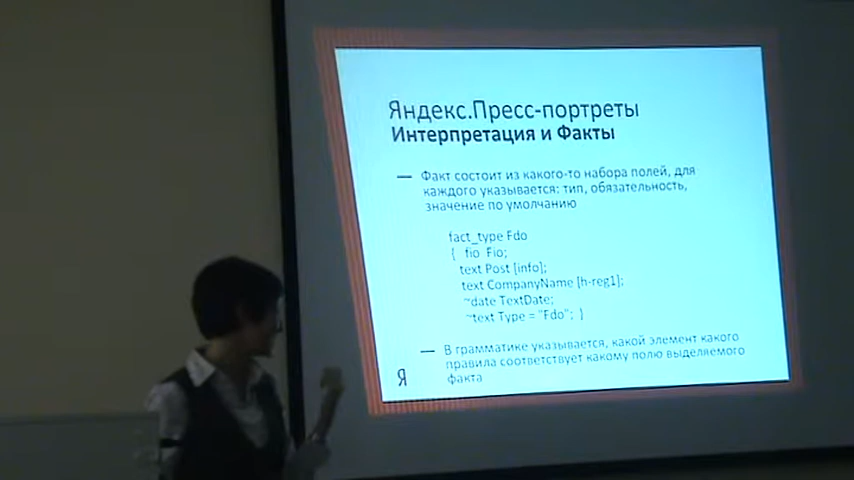 Яндекс.Пресс-портреты
Интерпретация и Факты
— Факт состоит из какого-то набора полей, для
каждого указывается: тип, обязательность,
значение по умолчанию
fact_type Fdo
{ fio Fio;
text Post [info];
text CompanyName [h-reg1];
~date TextDate;
~text Type = "Fdo"; }
— В грамматике указывается, какой элемент какого
правила соответствует какому полю выделяемого
факта
Я